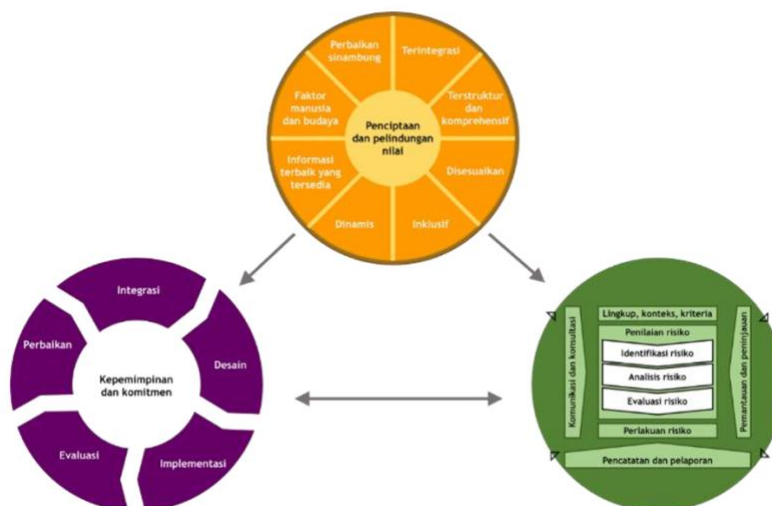 Perbaikan
sinambung
Terintegrasi
Faktor
manusia
dan budaya
Terstruktur
dan
komprehensif
Penciptaan
dan pelindungan
nilai
Informasi
terbaik yang
tersedia
Disesuaikan
Dinamis
Inklusif
Integrasi
Perbaikan
Desain
Kepemimpinan
dan komitmen
Evaluasi
Implementasi
Lingkup, konteks, kriteria
Penilaian risiko
Identifikasi risiko
Analisis risiko
Evaluasi risiko
Perlakuan risiko
Komunikasi dan konsultasi
Pemantauan dan peninjauan
Pencatatan dan pelaporan